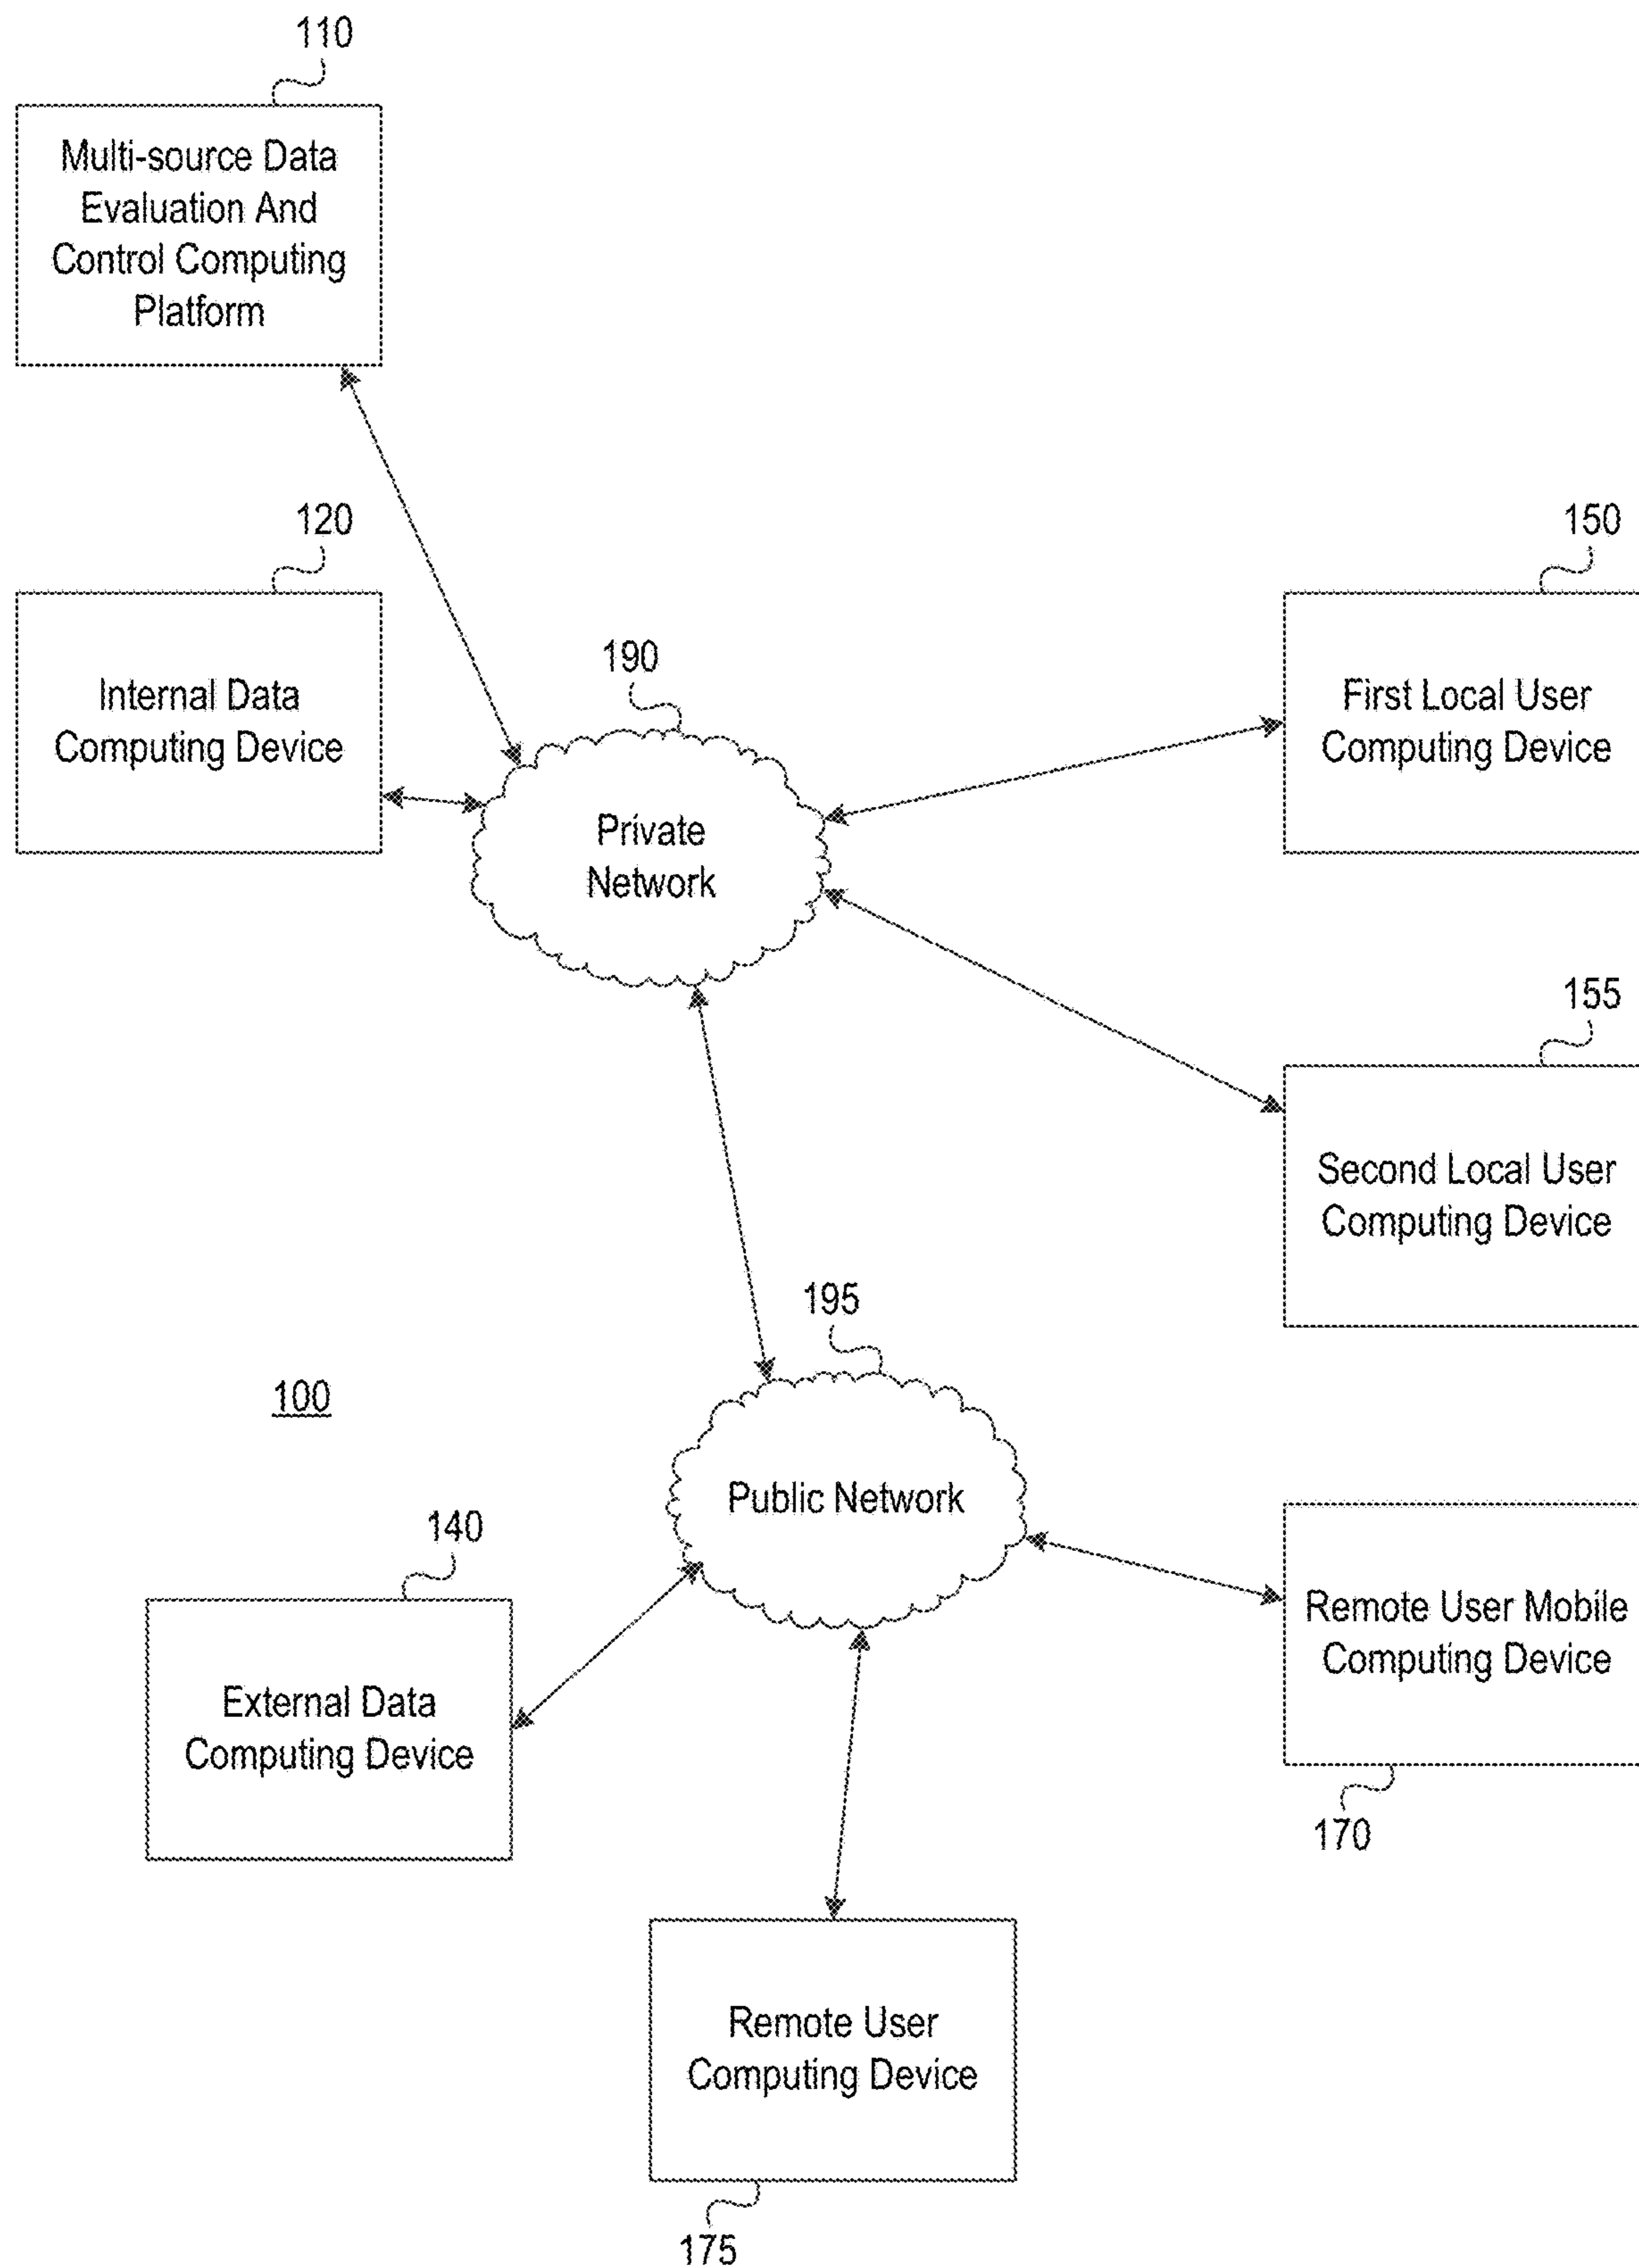 110
Multi-source Data
Evaluation And
Control Computing
Platform
120
Internal Data
Computing Device
190
Private
Network
150
First Local User
Computing Device
155
Second Local User
Computing Device
195
Public Network
100
140
External Data
Computing Device
Remote User Mobile
Computing Device
170
Remote User
Computing Device
175